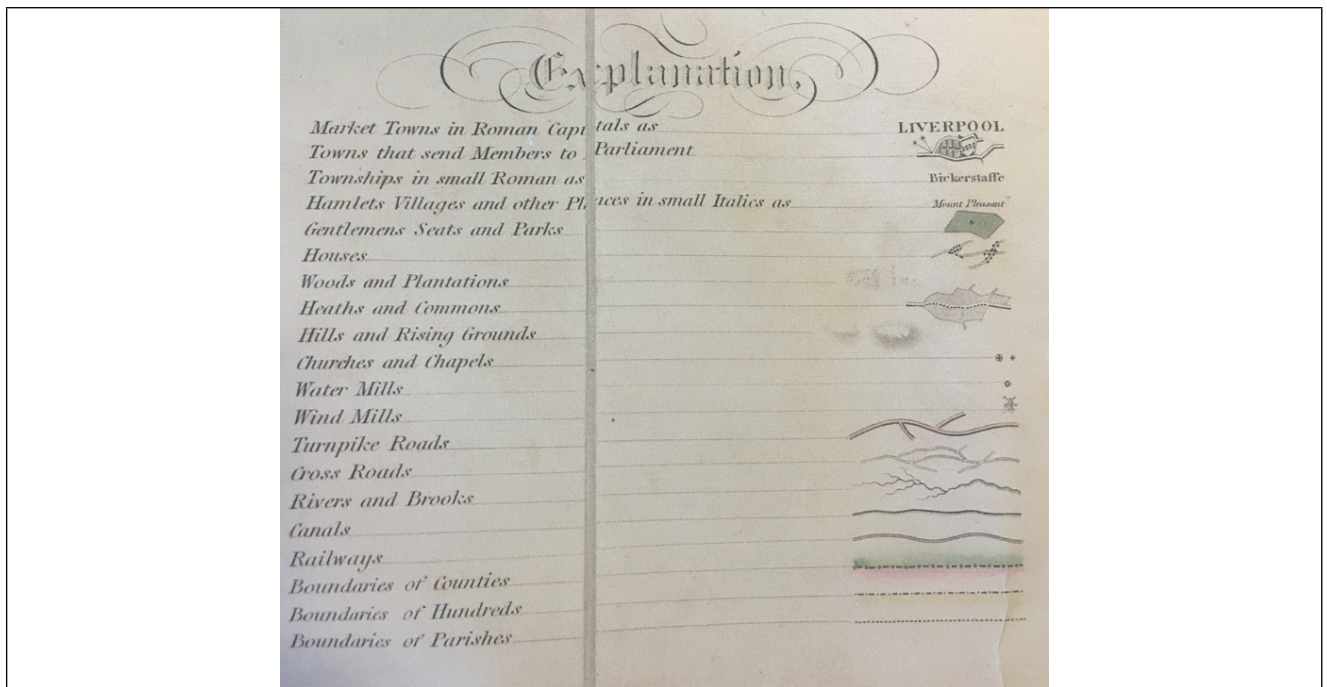 Explanation,
Market Towns in Roman Capitals as LIVERPOOL
Towns that send Members to Parliament
Townships in small Roman as Bickerstaffe
Hamlets Villages and other Places in small Italics as Mount Pleasant
Gentlemens Seats and Parks
Houses
Woods and Plantations
Heaths and Commons
Hills and Rising Grounds
Churches and Chapels
Water Mills
Wind Mills
Turnpike Roads
Cross Roads
Rivers and Brooks
Canals
Railways
Boundaries of Counties
Boundaries of Hundreds
Boundaries of Parishes